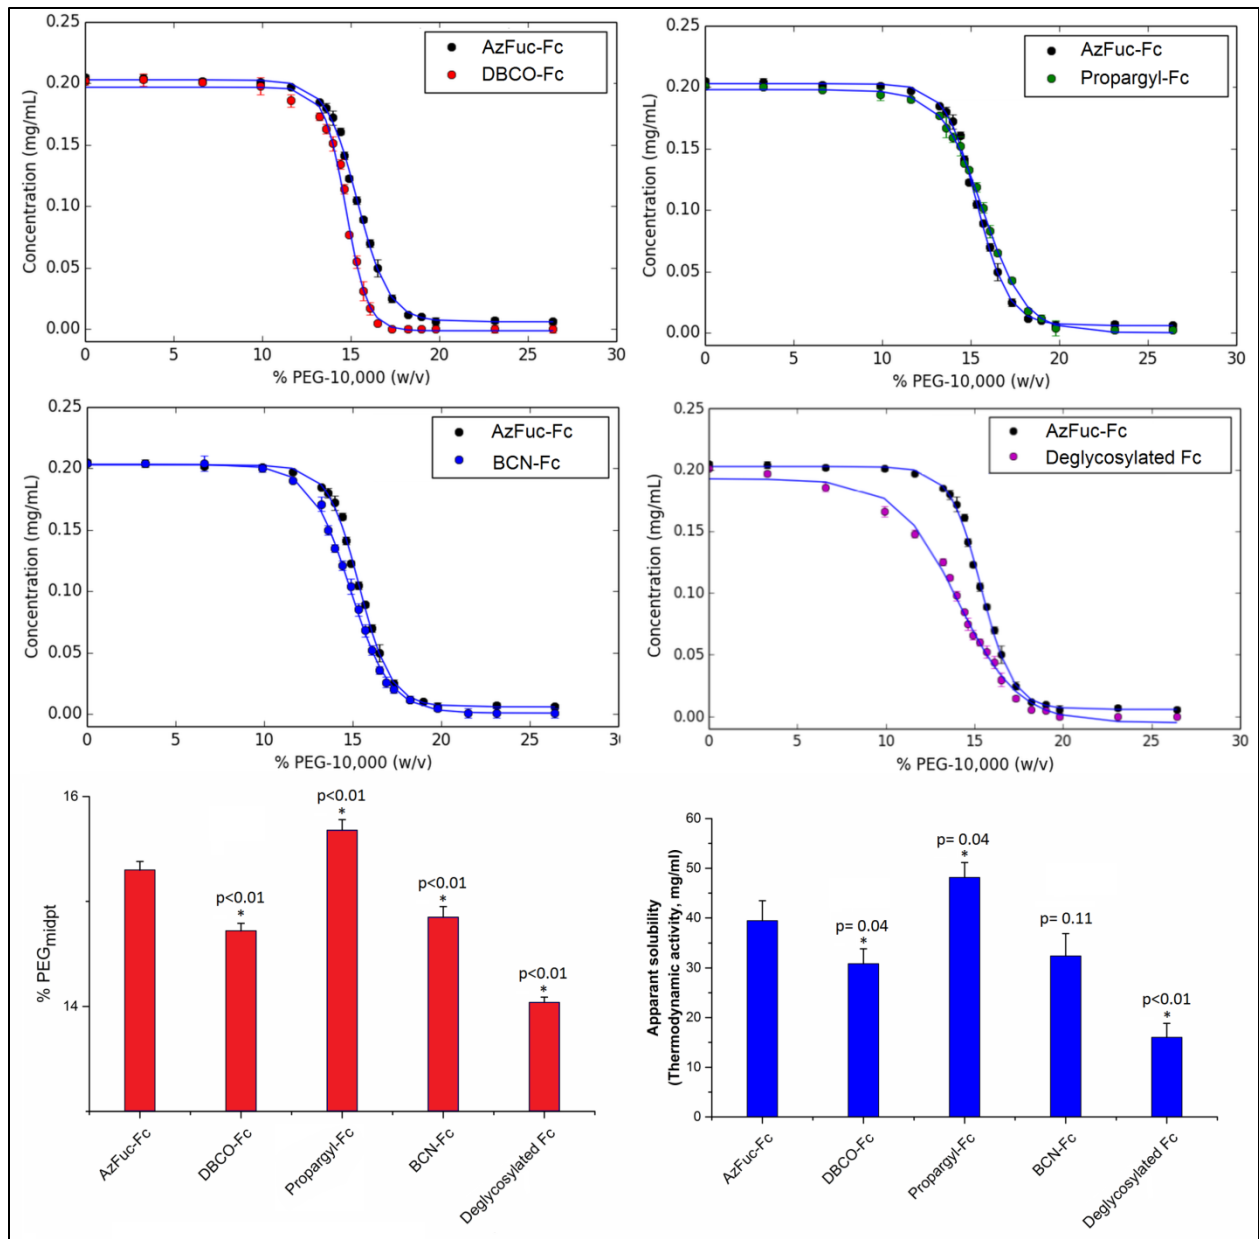 0.25
0.20
0.15
0.10
0.05
0.00
Concentration (mg/mL)
AzFuc-Fc
DBCO-Fc
0 5 10 15 20 25 30
% PEG-10,000 (w/v)
0.25
0.20
0.15
0.10
0.05
0.00
Concentration (mg/mL)
AzFuc-Fc
Propargyl-Fc
0 5 10 15 20 25 30
% PEG-10,000 (w/v)
0.25
0.20
0.15
0.10
0.05
0.00
Concentration (mg/mL)
AzFuc-Fc
BCN-Fc
0 5 10 15 20 25 30
% PEG-10,000 (w/v)
0.25
0.20
0.15
0.10
0.05
0.00
Concentration (mg/mL)
AzFuc-Fc
Deglycosylated Fc
0 5 10 15 20 25 30
% PEG-10,000 (w/v)
16
14
% PEGmidpt
p<0.01
*
p<0.01
*
p<0.01
*
p<0.01
*
AzFuc-Fc
DBCO-Fc
Propargyl-Fc
BCN-Fc
Deglycosylated Fc
60
50
40
30
20
10
0
Apparant solubility
(Thermodynamic activity, mg/ml)
p= 0.04
*
p= 0.04
*
p= 0.11
p<0.01
*
AzFuc-Fc
DBCO-Fc
Propargyl-Fc
BCN-Fc
Deglycosylated Fc